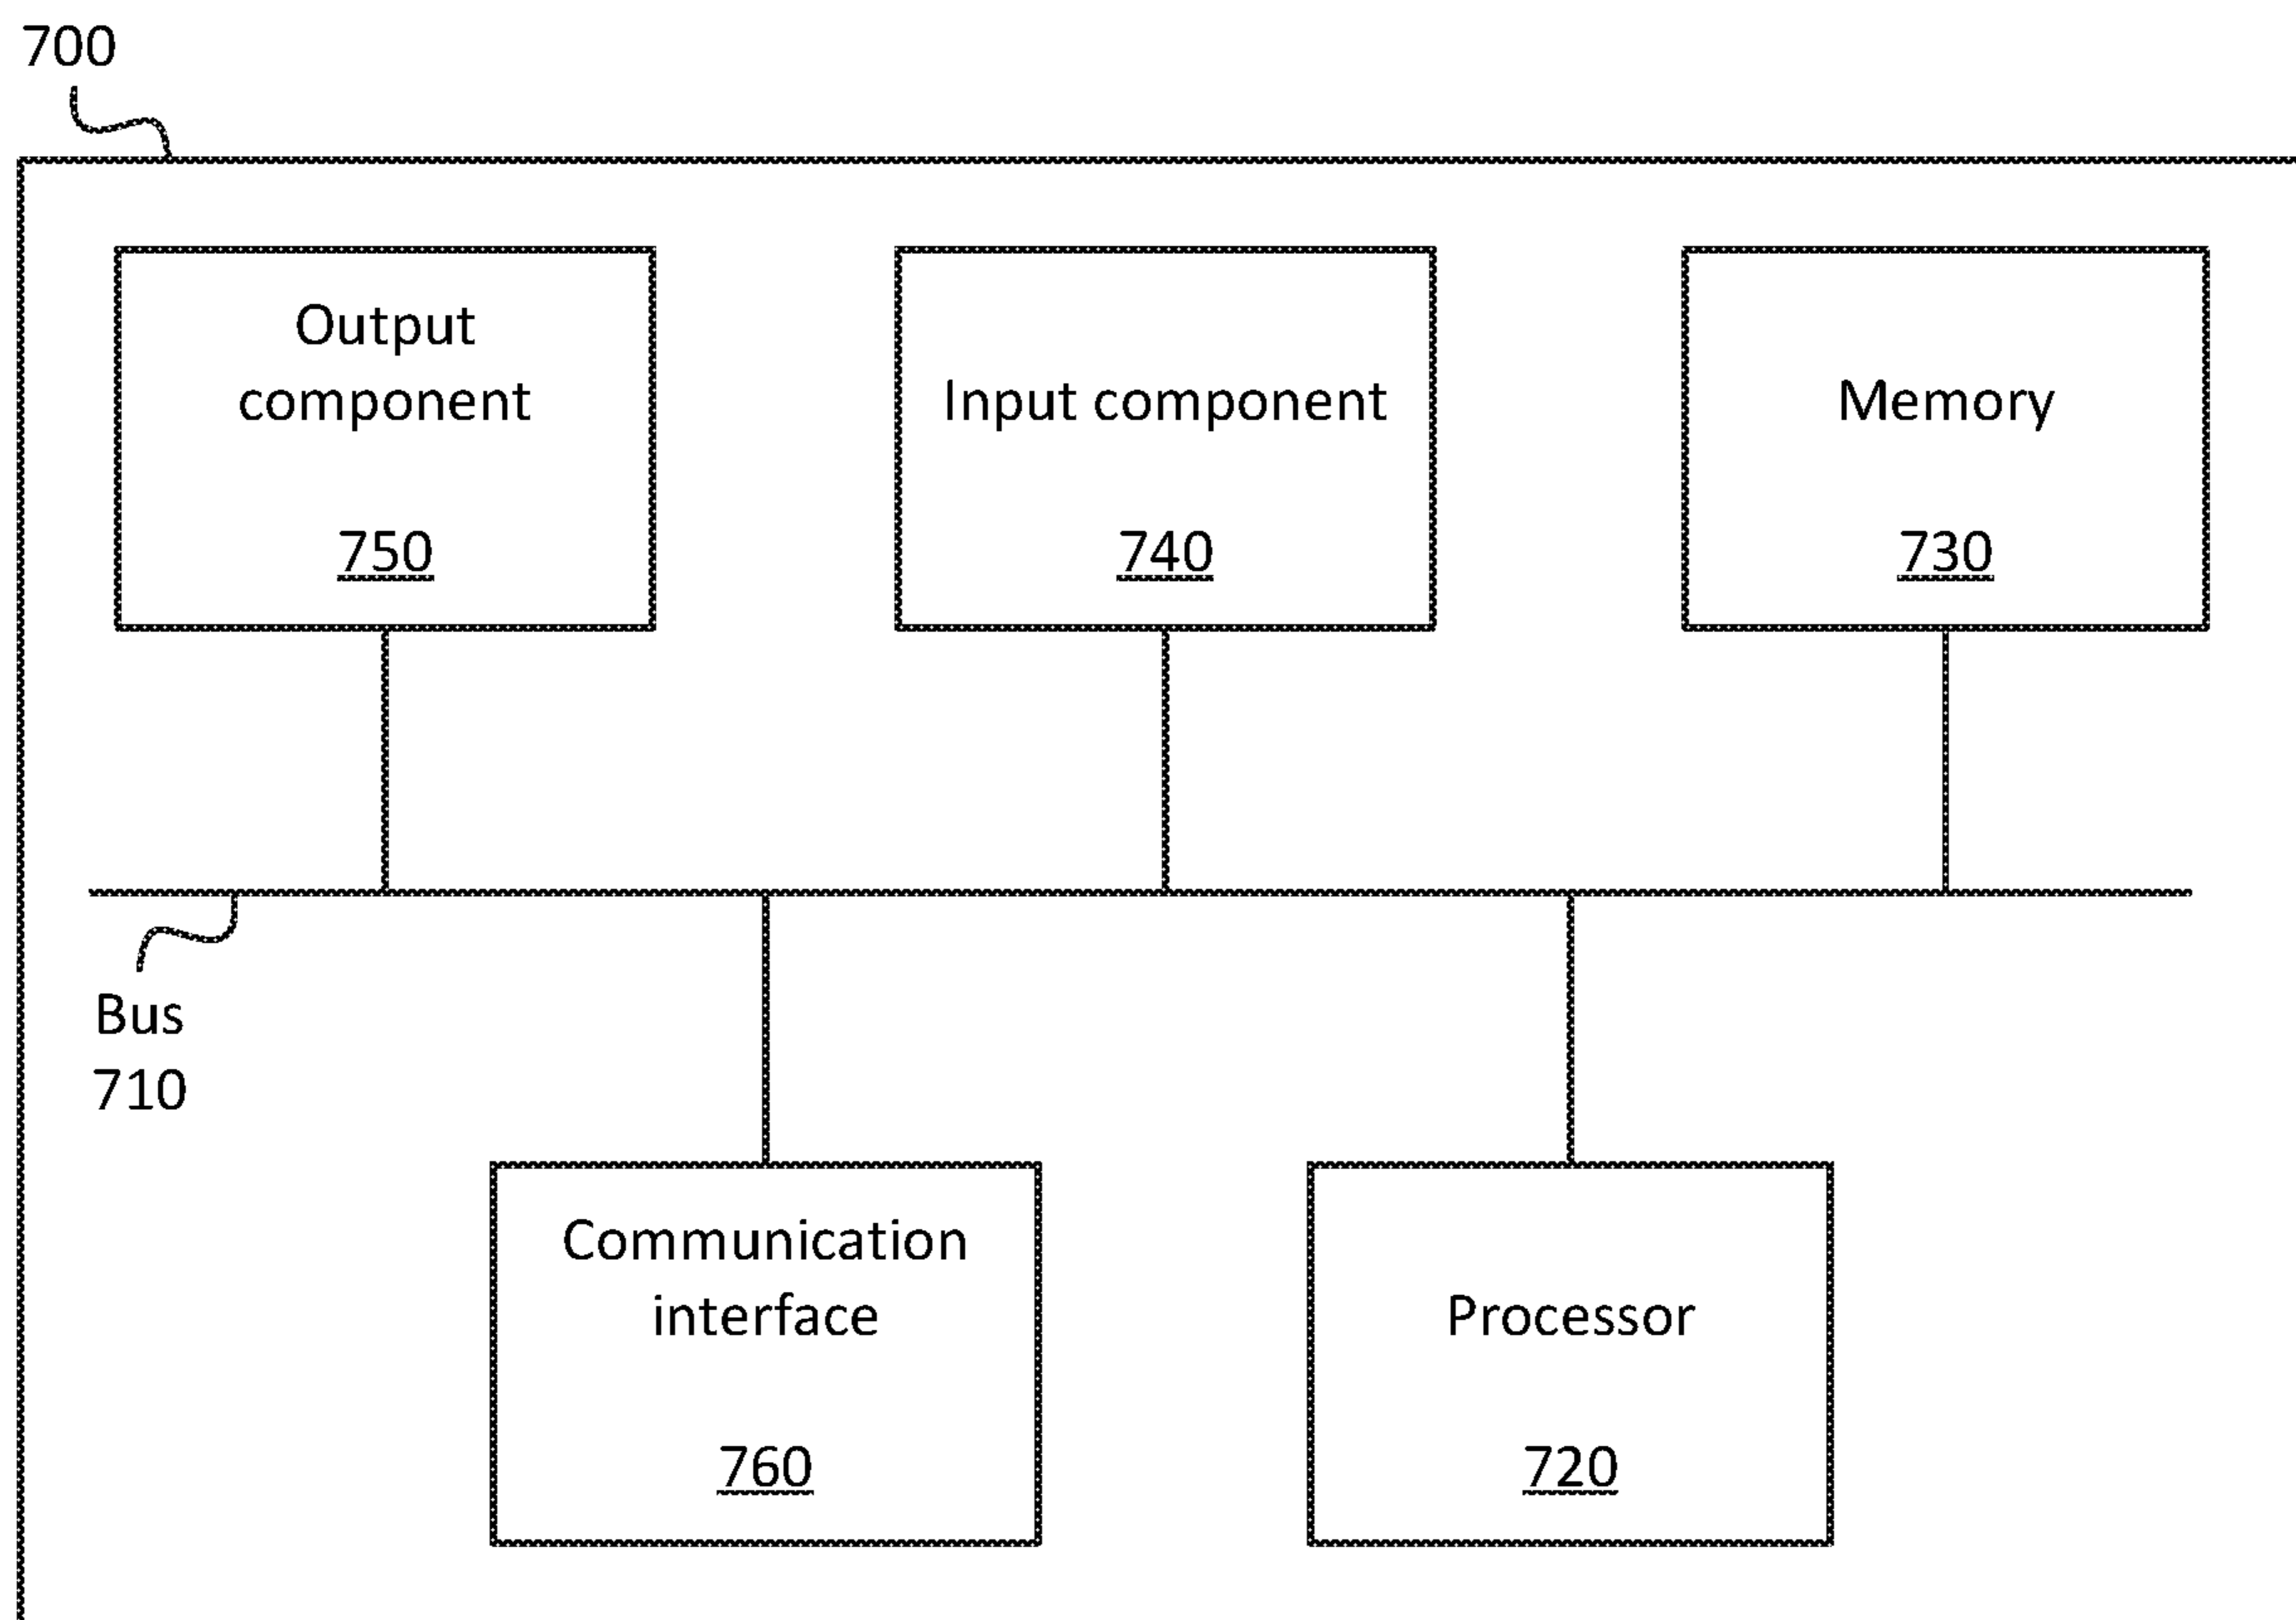 700
Output
component
750
Input component
740
Memory
730
Bus
710
Communication
interface
760
Processor
720